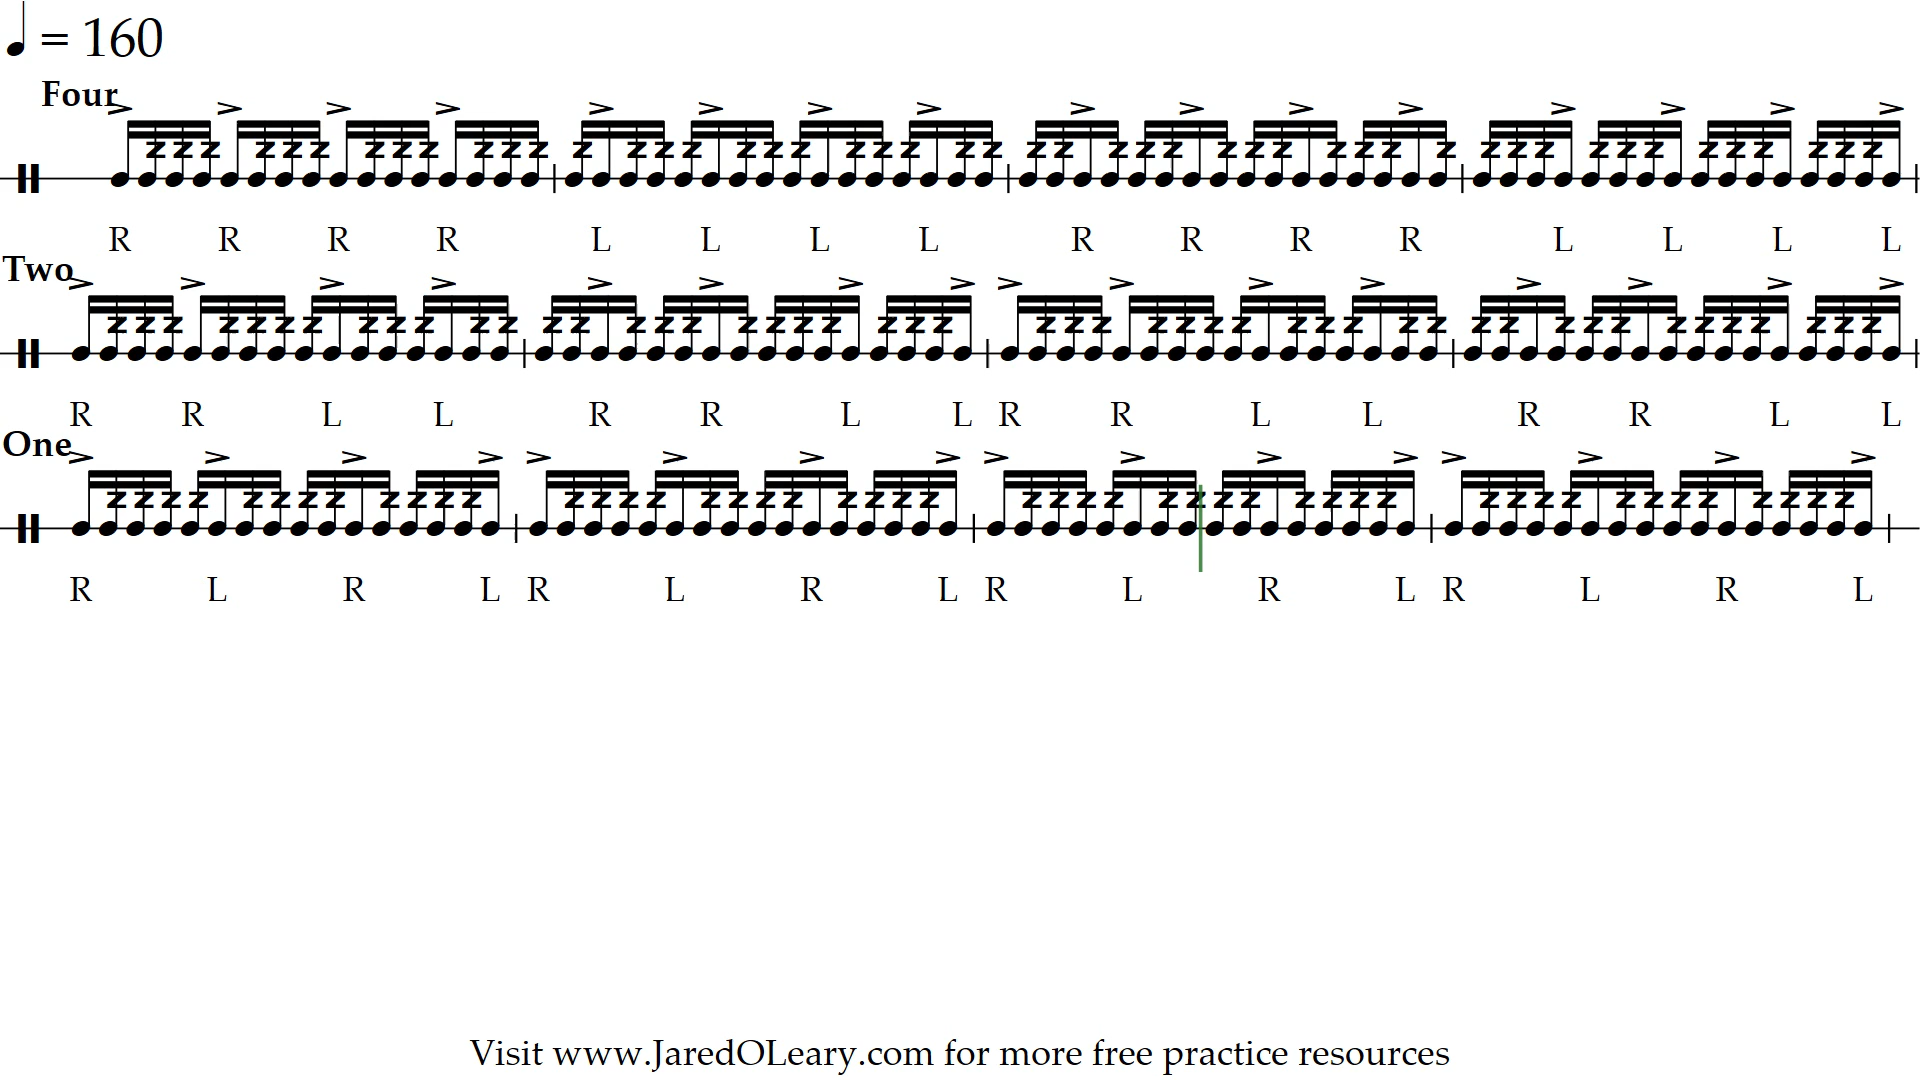 ♩ = 160
Four
R R R R L L L L R R R R L L L L
Two
R R L L R R L L R R L L R R L L
One
R L R L R L R L R L R L R L R L
Visit www.JaredOLeary.com for more free practice resources